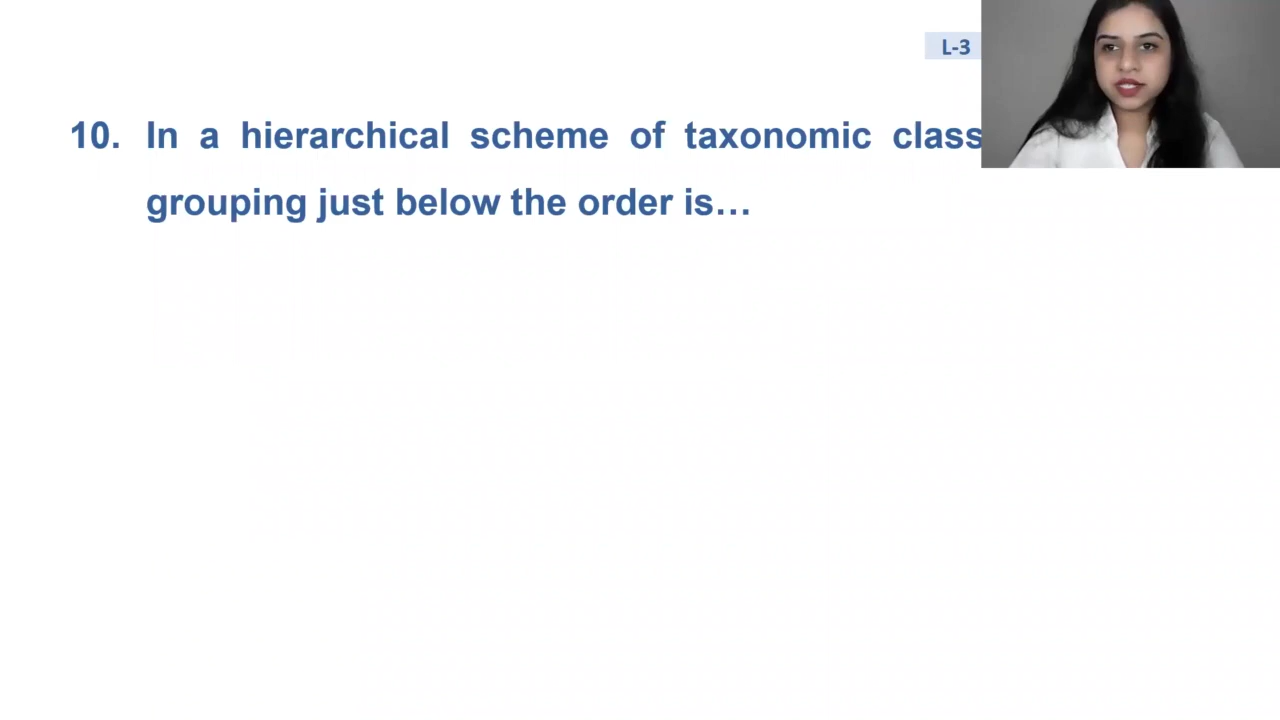 L-3
10. In a hierarchical scheme of taxonomic class
grouping just below the order is…